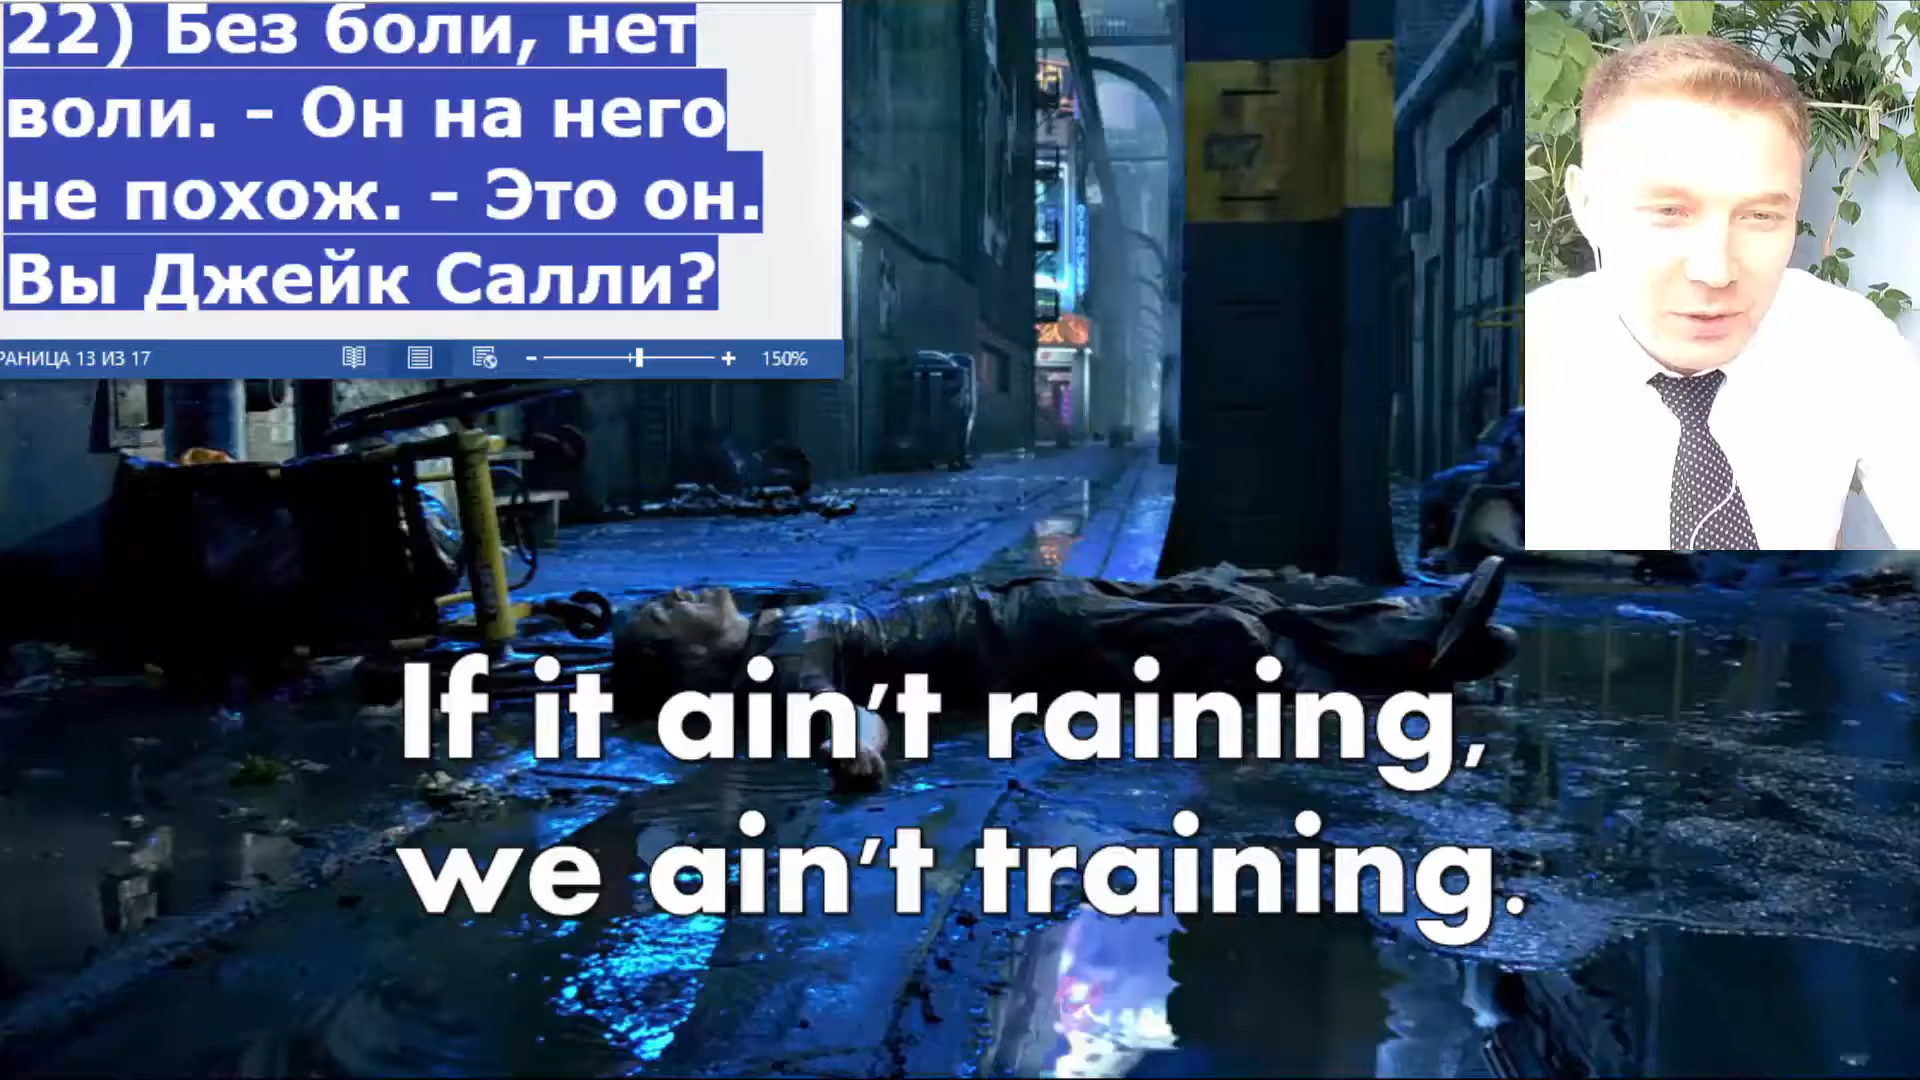 22) Без боли, нет
воли. - Он на него
не похож. - Это он.
Вы Джейк Салли?
РАНИЦА 13 ИЗ 17
150%
If it ain't raining,
we ain't training.